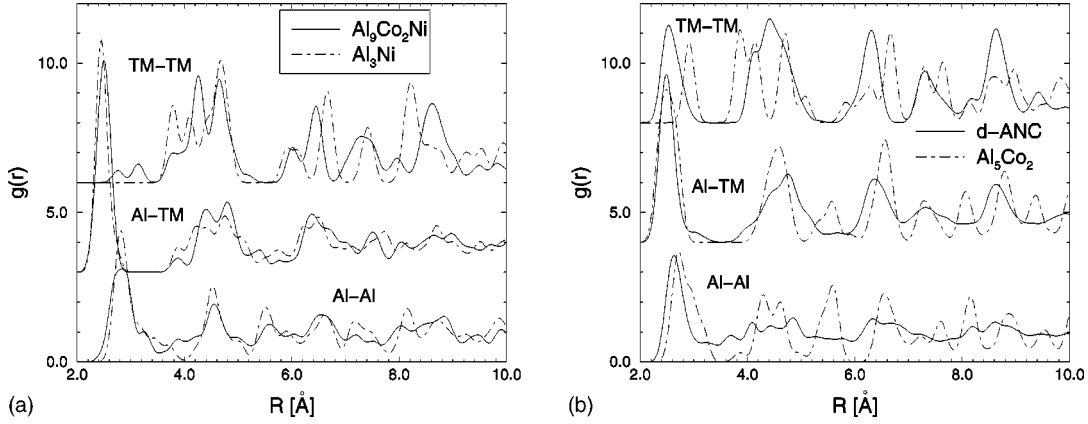 TM-TM
Al₉Co₂Ni
Al₃Ni
10.0
g(r)
Al-TM
5.0
Al-Al
0.0
2.0 4.0 6.0 8.0 10.0
(a)
R [Å]
TM-TM
10.0
d-ANC
Al₅Co₂
g(r)
Al-TM
5.0
Al-Al
0.0
2.0 4.0 6.0 8.0 10.0
(b)
R [Å]